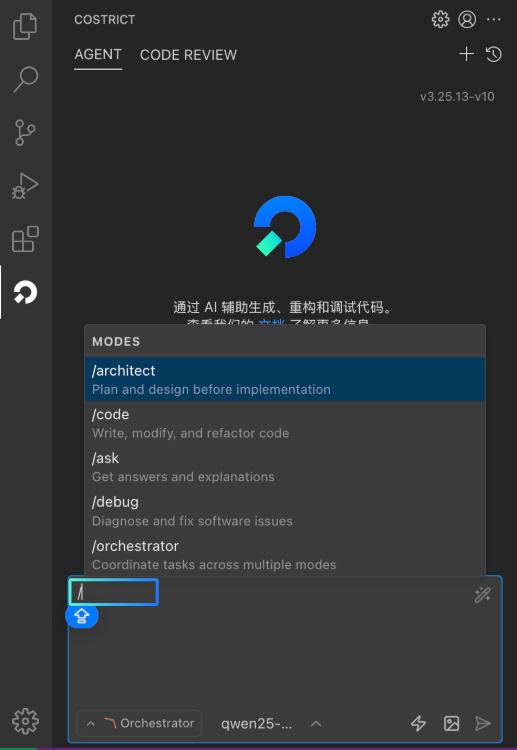 COSTRICT
AGENT CODE REVIEW
v3.25.13-v10
通过 AI 辅助生成、重构和调试代码。
查看我们的 文档 了解更多信息
MODES
/architect
Plan and design before implementation
/code
Write, modify, and refactor code
/ask
Get answers and explanations
/debug
Diagnose and fix software issues
/orchestrator
Coordinate tasks across multiple modes
/
Orchestrator qwen25-...